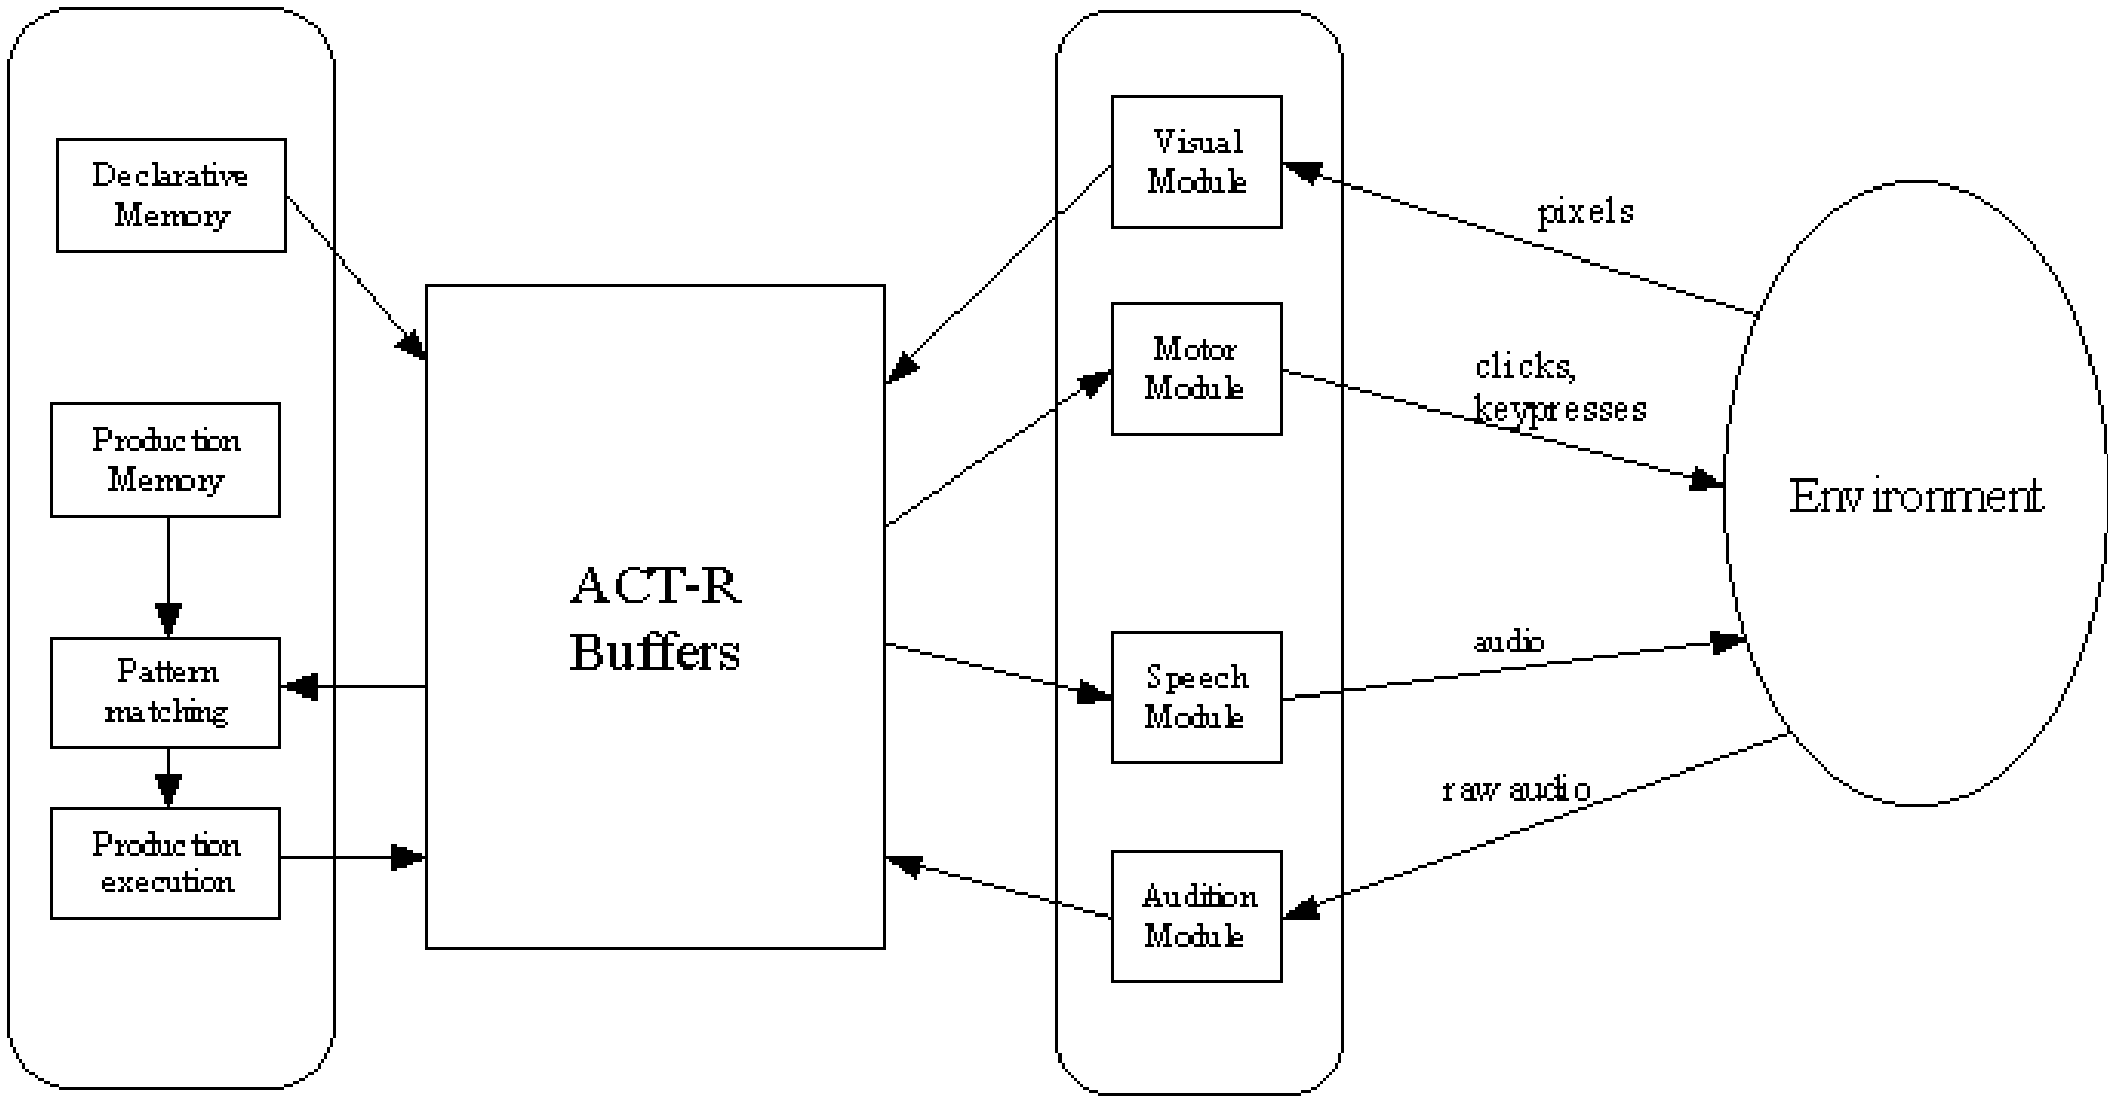 Declarative
Memory
Production
Memory
Pattern
matching
Production
execution
ACT-R
Buffers
Visual
Module
Motor
Module
Speech
Module
Audition
Module
pixels
clicks,
keypresses
audio
raw audio
Environment